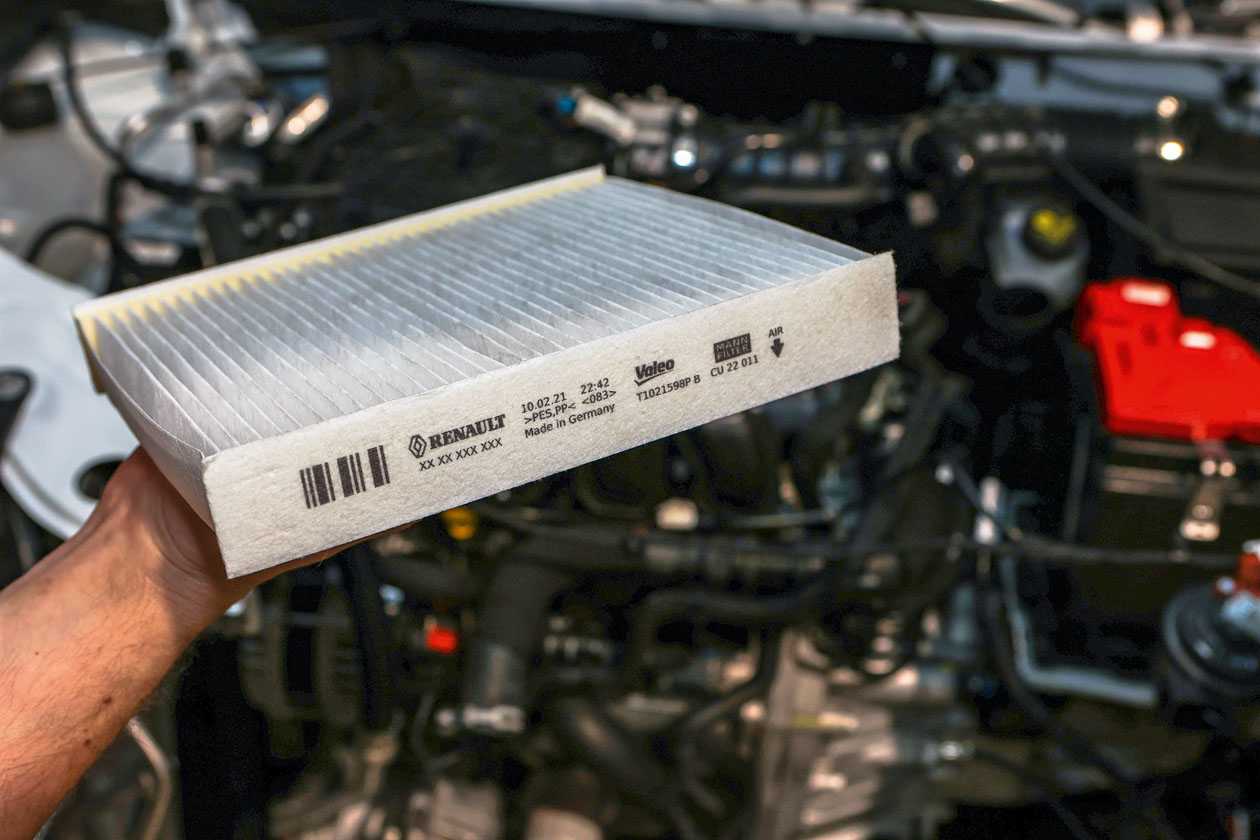 RENAULT
XX XX XXX XXX
10.02.21 22:42
>PES,PP< <083>
Made in Germany
Valeo
T1021598P B
MANN
FILTER
CU 22 011
AIR